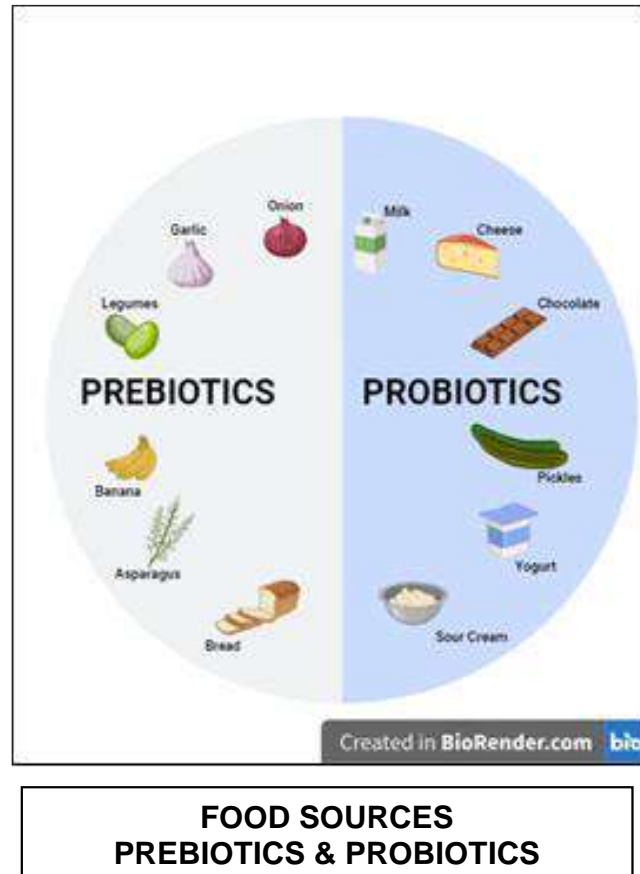 Onion
Garlic
Legumes
PREBIOTICS
Banana
Asparagus
Bread
Milk
Cheese
Chocolate
PROBIOTICS
Pickles
Yogurt
Sour Cream
Created in BioRender.com bio
FOOD SOURCES
PREBIOTICS & PROBIOTICS